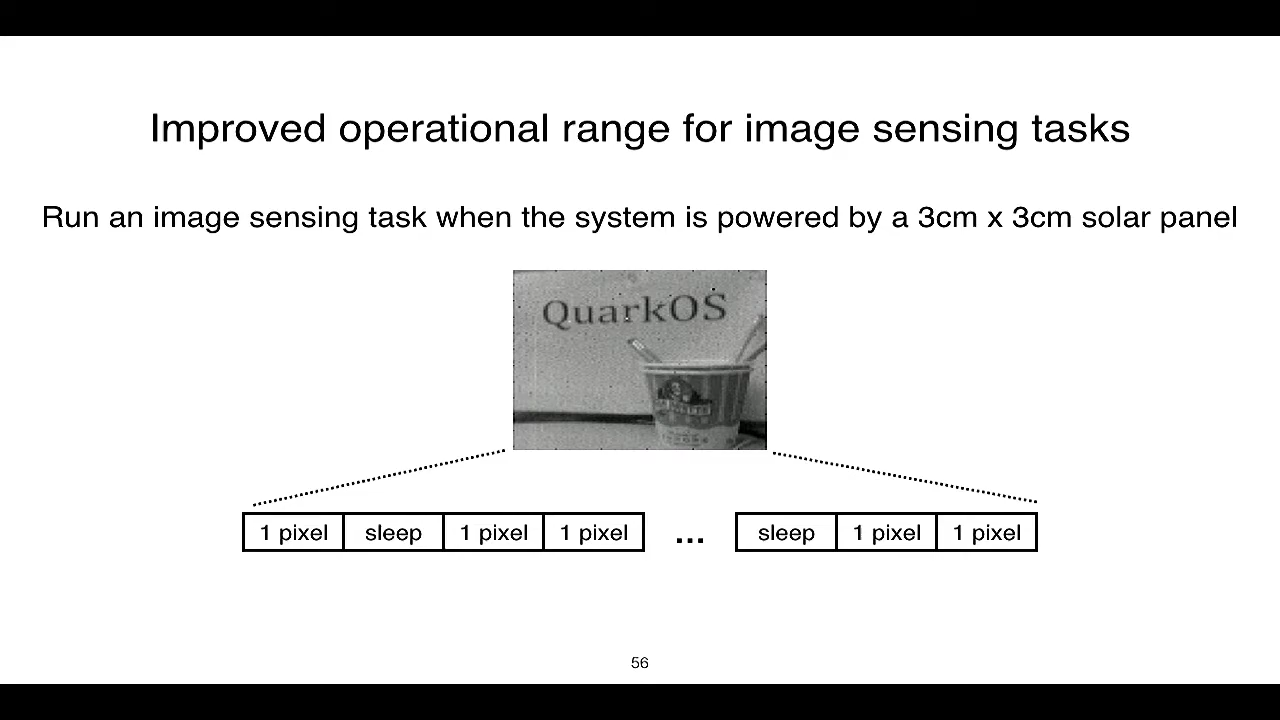 Improved operational range for image sensing tasks
Run an image sensing task when the system is powered by a 3cm x 3cm solar panel
QuarkOS
1 pixel sleep 1 pixel 1 pixel ... sleep 1 pixel 1 pixel
56